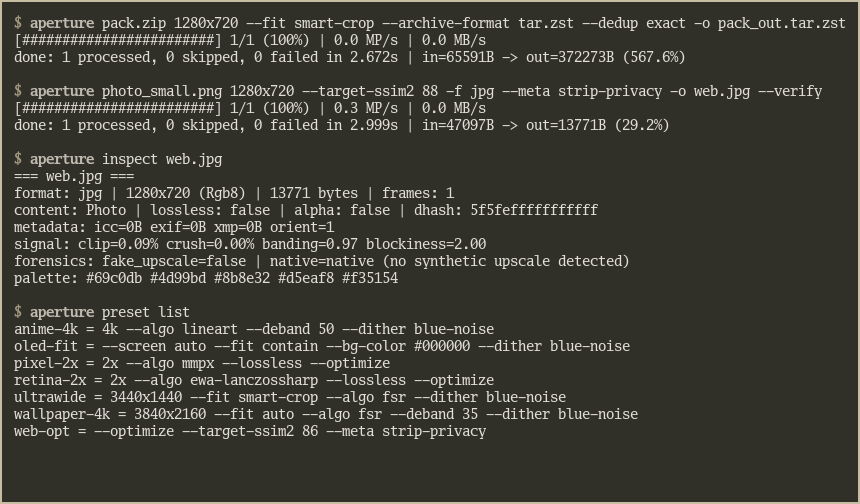 $ aperture pack.zip 1280x720 --fit smart-crop --archive-format tar.zst --dedup exact -o pack_out.tar.zst
[########################] 1/1 (100%) | 0.0 MP/s | 0.0 MB/s
done: 1 processed, 0 skipped, 0 failed in 2.672s | in=65591B -> out=372273B (567.6%)

$ aperture photo_small.png 1280x720 --target-ssim2 88 -f jpg --meta strip-privacy -o web.jpg --verify
[########################] 1/1 (100%) | 0.3 MP/s | 0.0 MB/s
done: 1 processed, 0 skipped, 0 failed in 2.999s | in=47097B -> out=13771B (29.2%)

$ aperture inspect web.jpg
=== web.jpg ===
format: jpg | 1280x720 (Rgb8) | 13771 bytes | frames: 1
content: Photo | lossless: false | alpha: false | dhash: 5f5fefffffffffff
metadata: icc=0B exif=0B xmp=0B orient=1
signal: clip=0.09% crush=0.00% banding=0.97 blockiness=2.00
forensics: fake_upscale=false | native=native (no synthetic upscale detected)
palette: #69c0db #4d99bd #8b8e32 #d5eaf8 #f35154

$ aperture preset list
anime-4k = 4k --algo lineart --deband 50 --dither blue-noise
oled-fit = --screen auto --fit contain --bg-color #000000 --dither blue-noise
pixel-2x = 2x --algo mmpx --lossless --optimize
retina-2x = 2x --algo ewa-lanczossharp --lossless --optimize
ultrawide = 3440x1440 --fit smart-crop --algo fsr --dither blue-noise
wallpaper-4k = 3840x2160 --fit auto --algo fsr --deband 35 --dither blue-noise
web-opt = --optimize --target-ssim2 86 --meta strip-privacy